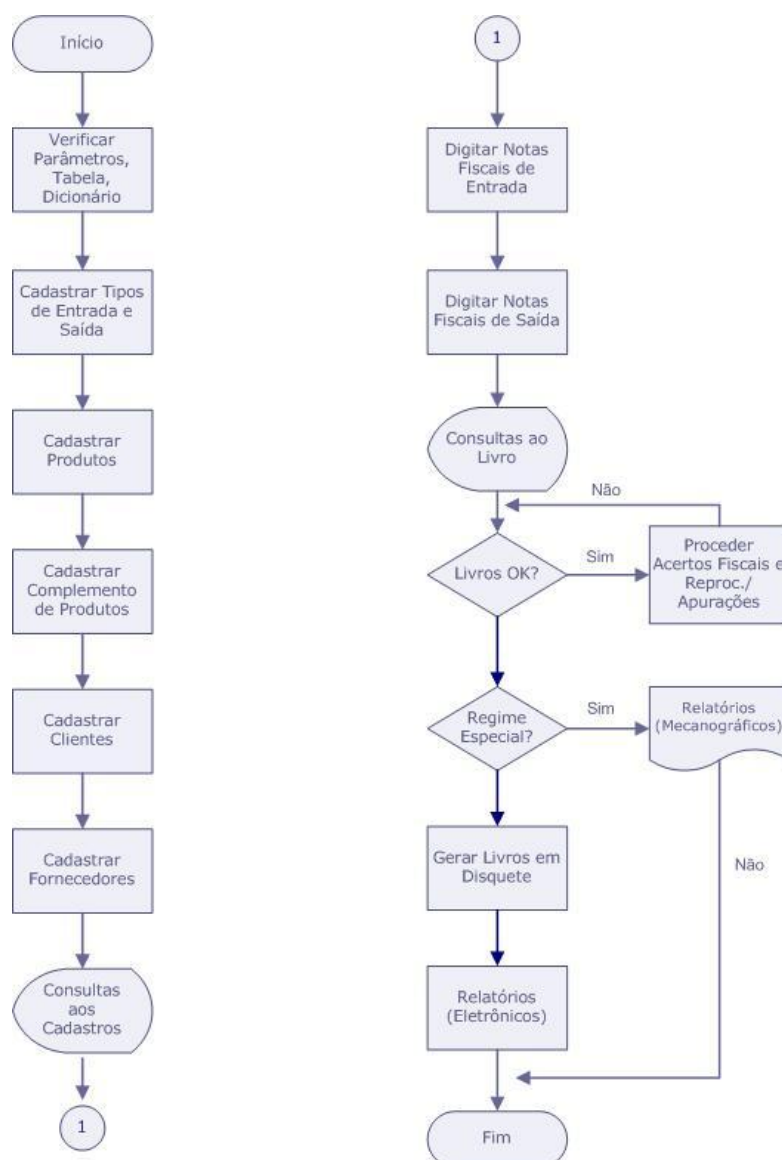 Início
Verificar
Parâmetros,
Tabela,
Dicionário
Cadastrar Tipos
de Entrada e
Saída
Cadastrar
Produtos
Cadastrar
Complemento
de Produtos
Cadastrar
Clientes
Cadastrar
Fornecedores
Consultas
aos
Cadastros
1
1
Digitar Notas
Fiscais de
Entrada
Digitar Notas
Fiscais de Saída
Consultas ao
Livro
Não
Livros OK?
Sim
Proceder
Acertos Fiscais e
Reproc./
Apurações
Regime
Especial?
Sim
Relatórios
(Mecanográficos)
Não
Gerar Livros em
Disquete
Relatórios
(Eletrônicos)
Fim